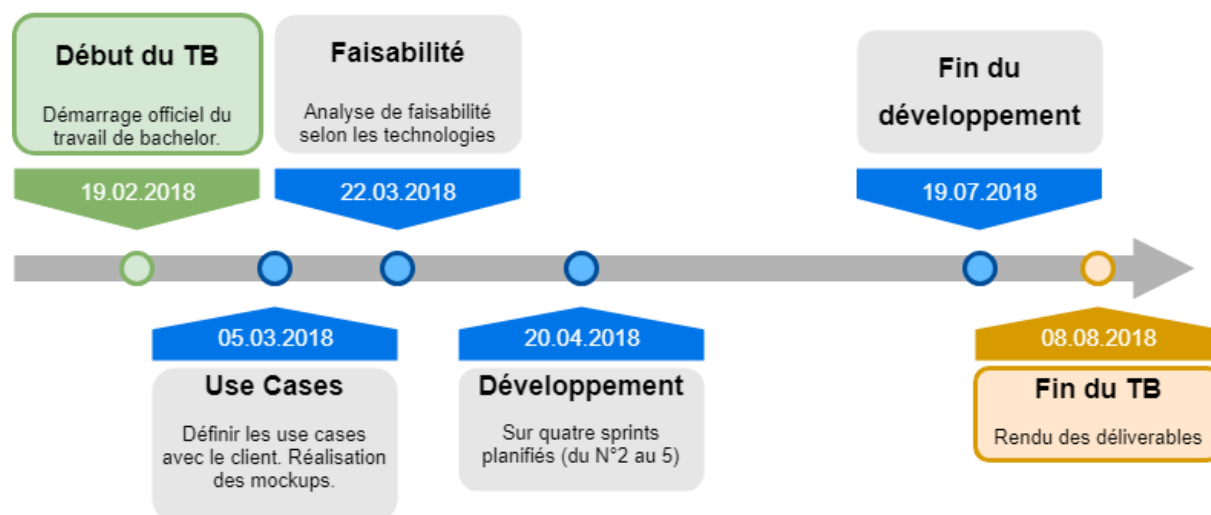 Début du TB
Démarrage officiel du
travail de bachelor.
19.02.2018
Faisabilité
Analyse de faisabilité
selon les technologies
22.03.2018
Fin du
développement
19.07.2018
05.03.2018
Use Cases
Définir les use cases
avec le client. Réalisation
des mockups.
20.04.2018
Développement
Sur quatre sprints
planifiés (du N°2 au 5)
08.08.2018
Fin du TB
Rendu des déliverables